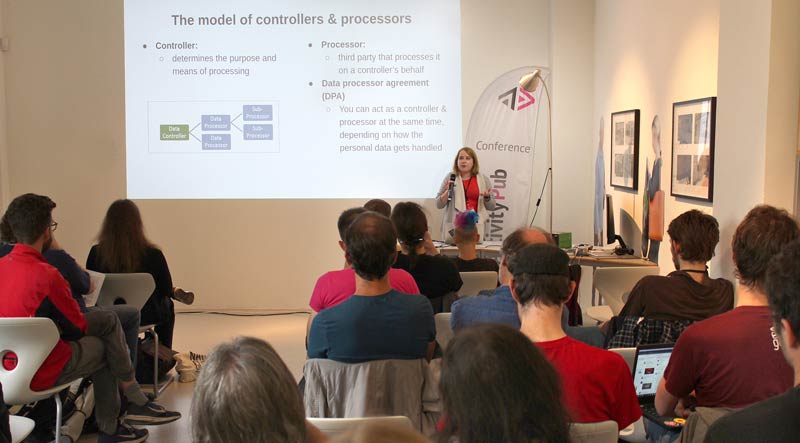 The model of controllers & processors
● Controller:
○ determines the purpose and
means of processing
● Processor:
○ third party that processes it
on a controller's behalf
● Data processor agreement
(DPA)
○ You can act as a controller &
processor at the same time,
depending on how the
personal data gets handled
Data
Controller
Data
Processor
Data
Processor
Sub-
Processor
Sub-
Processor
Conference
tivityPub